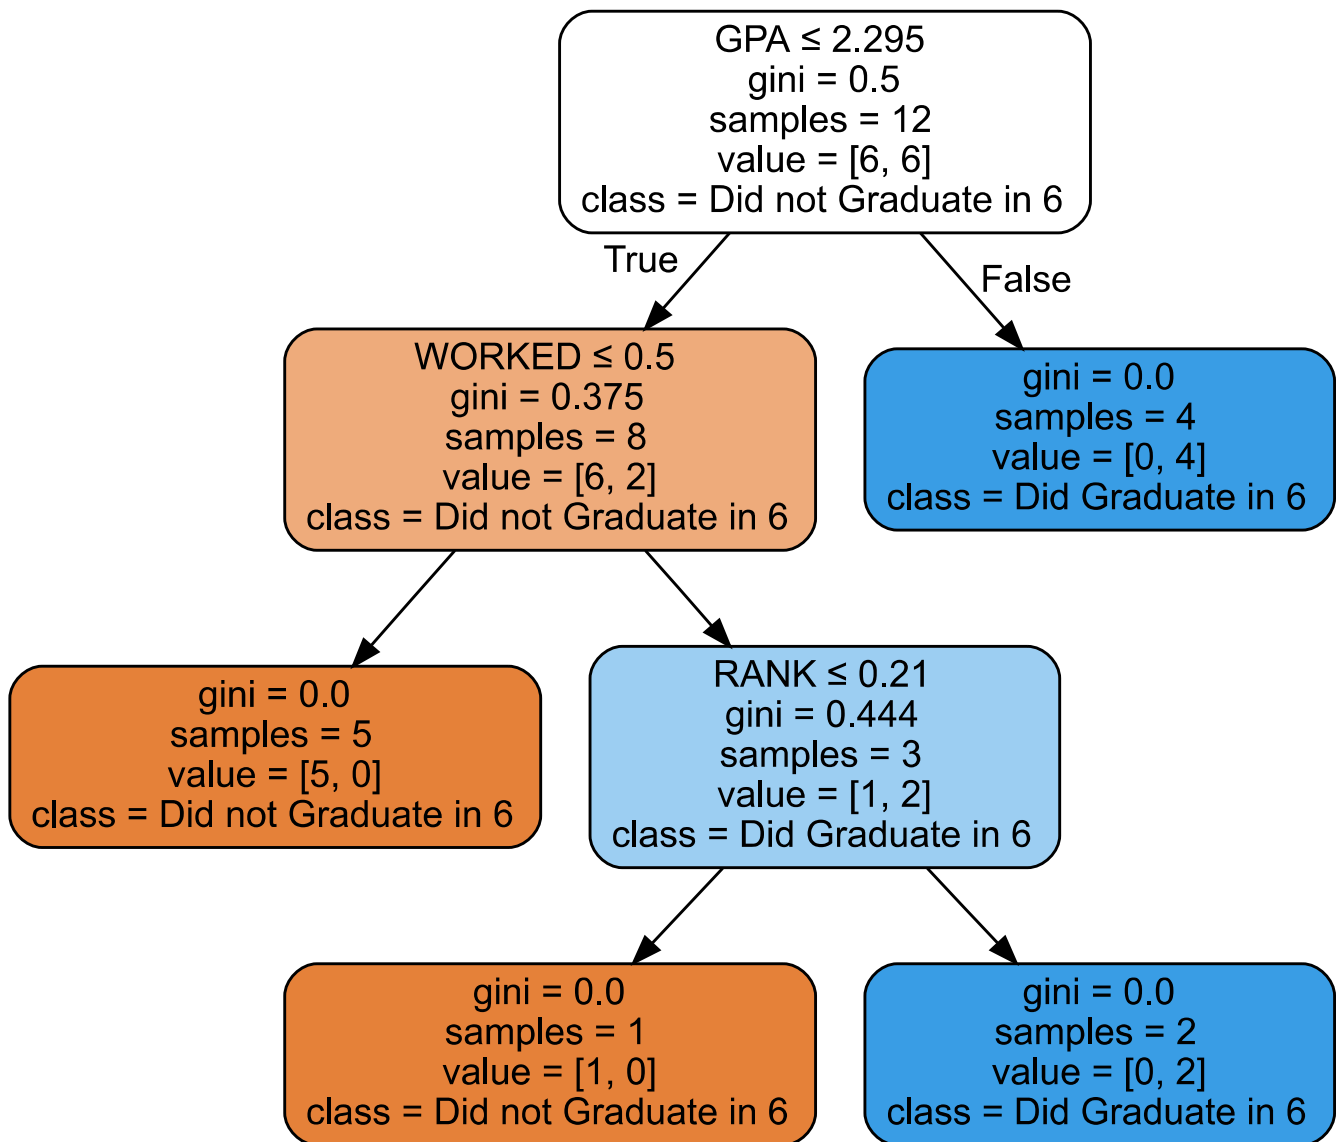 GPA ≤ 2.295
gini = 0.5
samples = 12
value = [6, 6]
class = Did not Graduate in 6
True
False
WORKED ≤ 0.5
gini = 0.375
samples = 8
value = [6, 2]
class = Did not Graduate in 6
gini = 0.0
samples = 4
value = [0, 4]
class = Did Graduate in 6
gini = 0.0
samples = 5
value = [5, 0]
class = Did not Graduate in 6
RANK ≤ 0.21
gini = 0.444
samples = 3
value = [1, 2]
class = Did Graduate in 6
gini = 0.0
samples = 1
value = [1, 0]
class = Did not Graduate in 6
gini = 0.0
samples = 2
value = [0, 2]
class = Did Graduate in 6